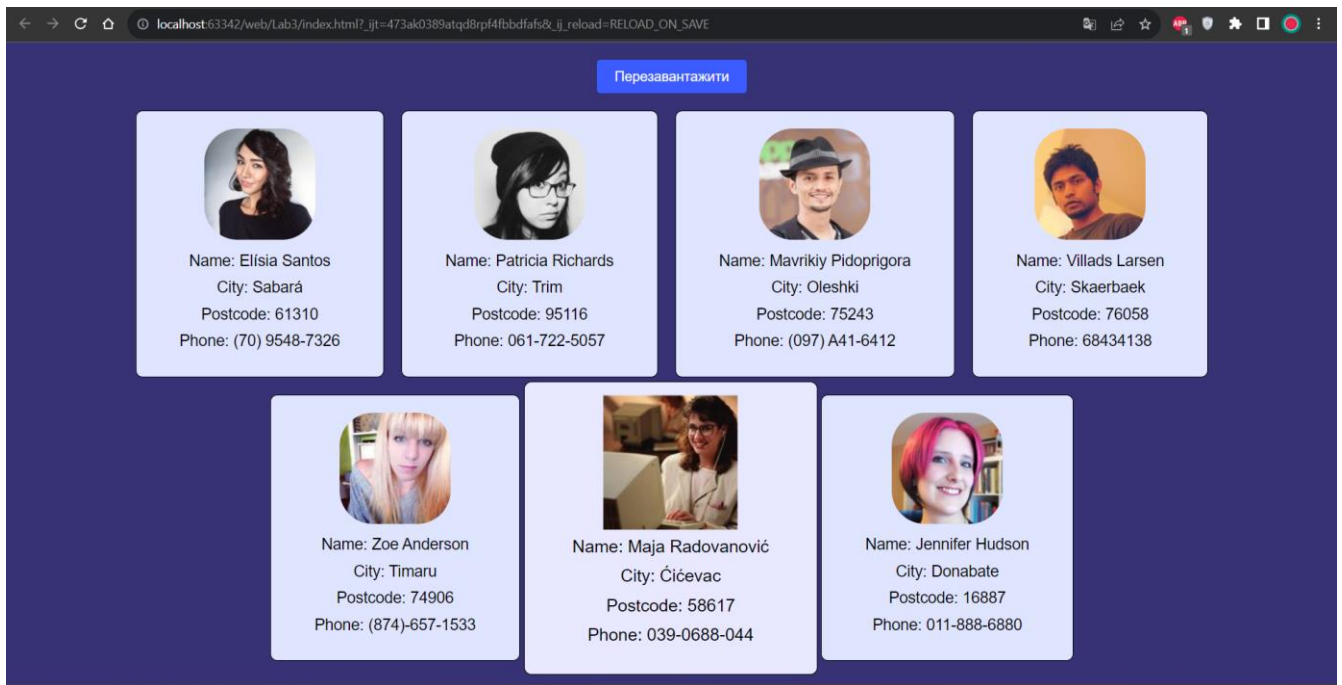 localhost:63342/web/Lab3/index.html?_ijt=473ak0389atqd8rpf4fbbdfafs&_ij_reload=RELOAD_ON_SAVE
ABP
1
Перезавантажити
Name: Elísia Santos
City: Sabará
Postcode: 61310
Phone: (70) 9548-7326
Name: Patricia Richards
City: Trim
Postcode: 95116
Phone: 061-722-5057
Name: Mavrikiy Pidoprigora
City: Oleshki
Postcode: 75243
Phone: (097) A41-6412
Name: Villads Larsen
City: Skaerbaek
Postcode: 76058
Phone: 68434138
Name: Zoe Anderson
City: Timaru
Postcode: 74906
Phone: (874)-657-1533
Name: Maja Radovanović
City: Ćićevac
Postcode: 58617
Phone: 039-0688-044
Name: Jennifer Hudson
City: Donabate
Postcode: 16887
Phone: 011-888-6880